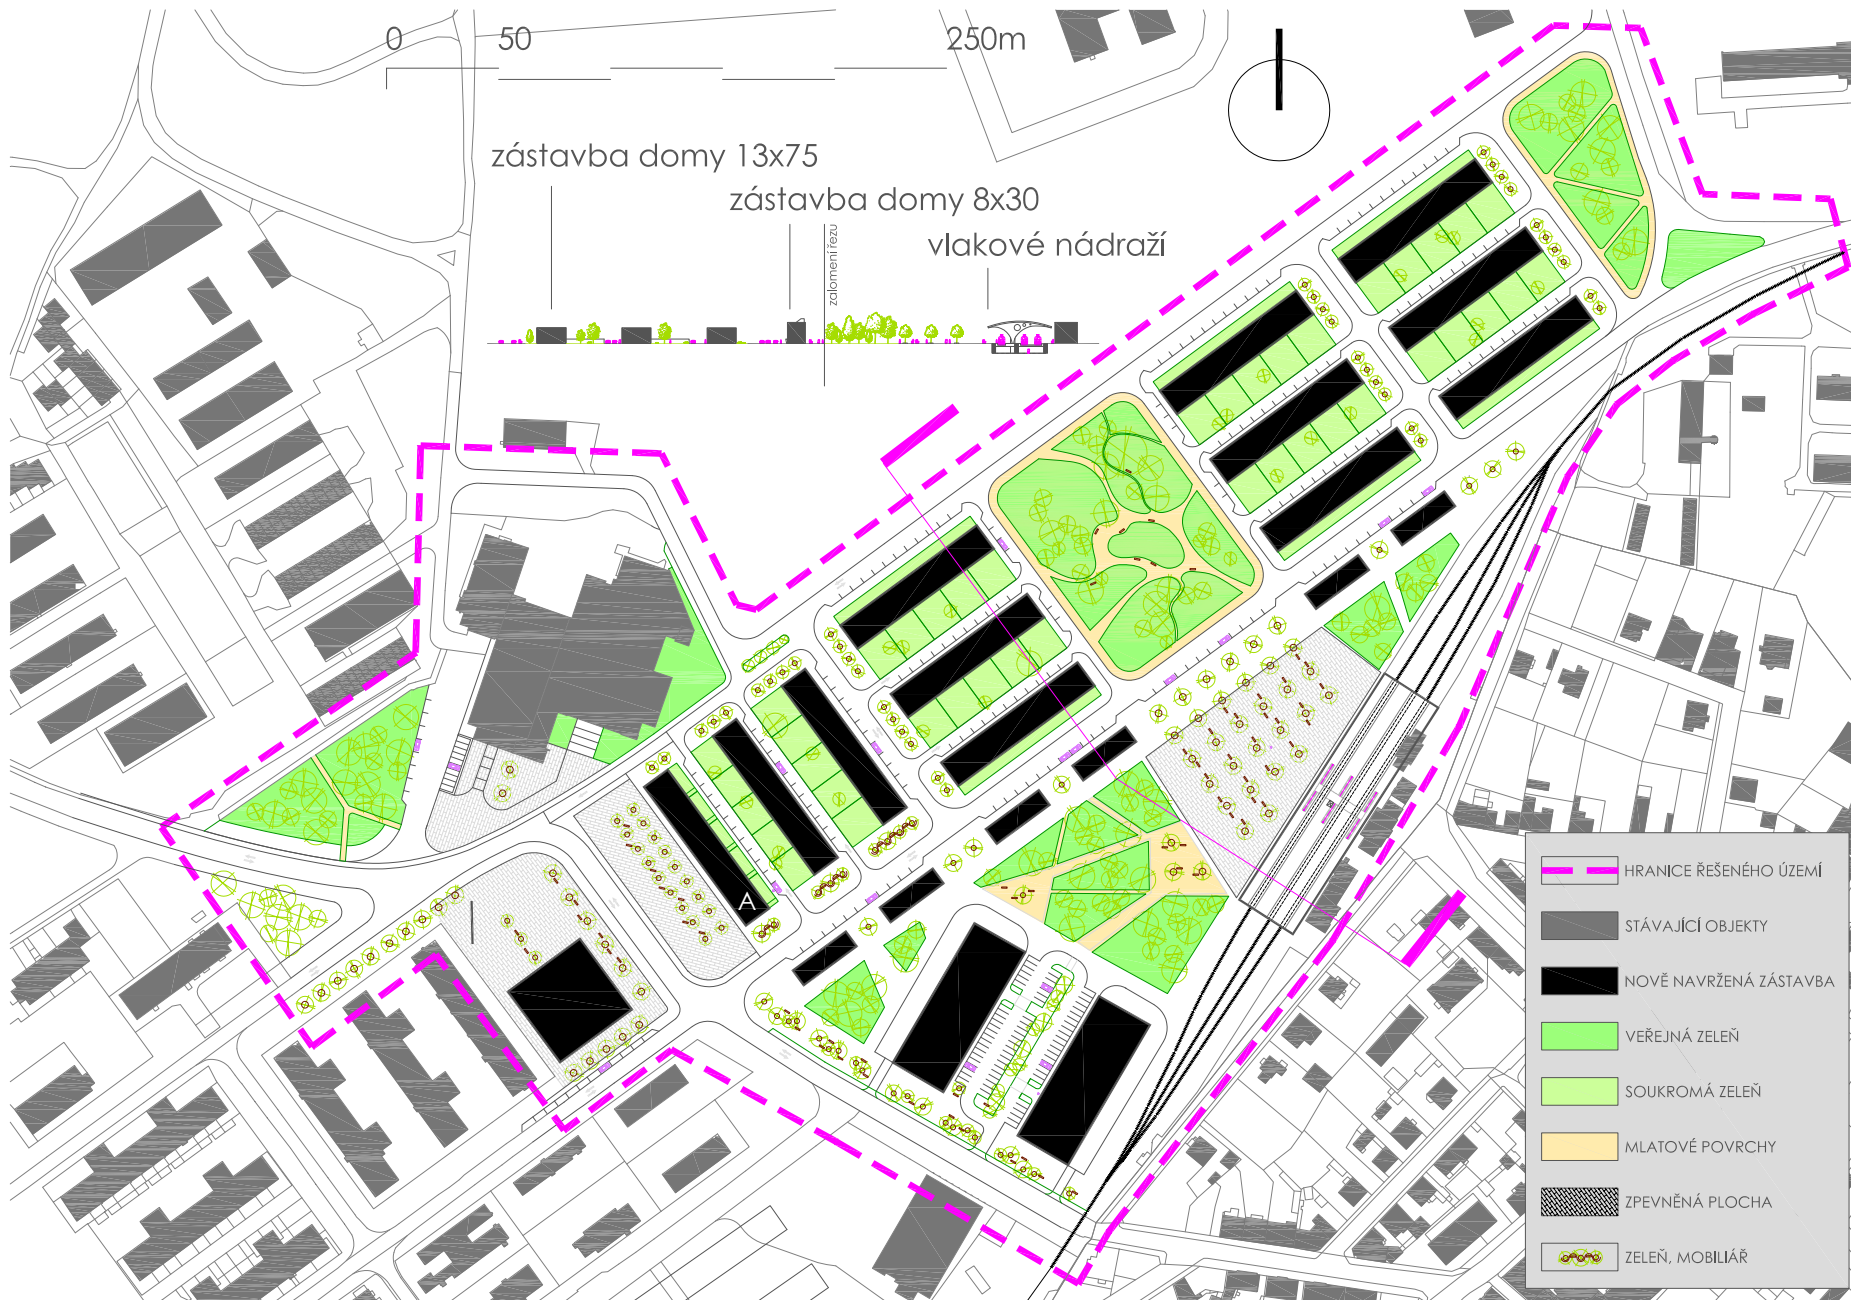 0 50 250m
zástavba domy 13x75
zástavba domy 8x30
vlakové nádraží
zalomení řezu
A
HRANICE ŘEŠENÉHO ÚZEMÍ
STÁVAJÍCÍ OBJEKTY
NOVĚ NAVRŽENÁ ZÁSTAVBA
VEŘEJNÁ ZELEŇ
SOUKROMÁ ZELEŇ
MLATOVÉ POVRCHY
ZPEVNĚNÁ PLOCHA
ZELEŇ, MOBILIÁŘ